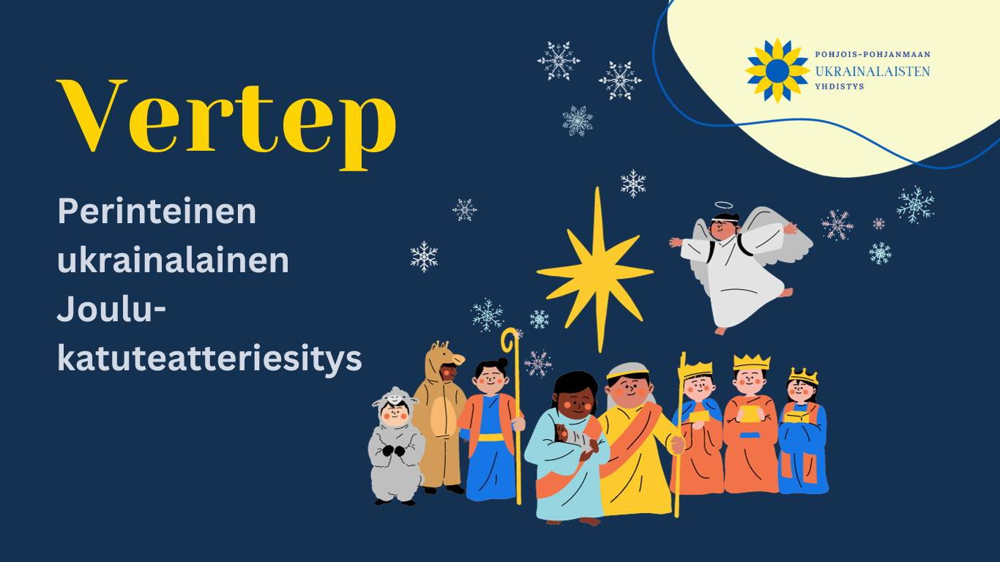 POHJOIS-POHJANMAAN
UKRAINALAISTEN
YHDISTYS
Vertep
Perinteinen
ukrainalainen
Joulu-
katuteatteriesitys